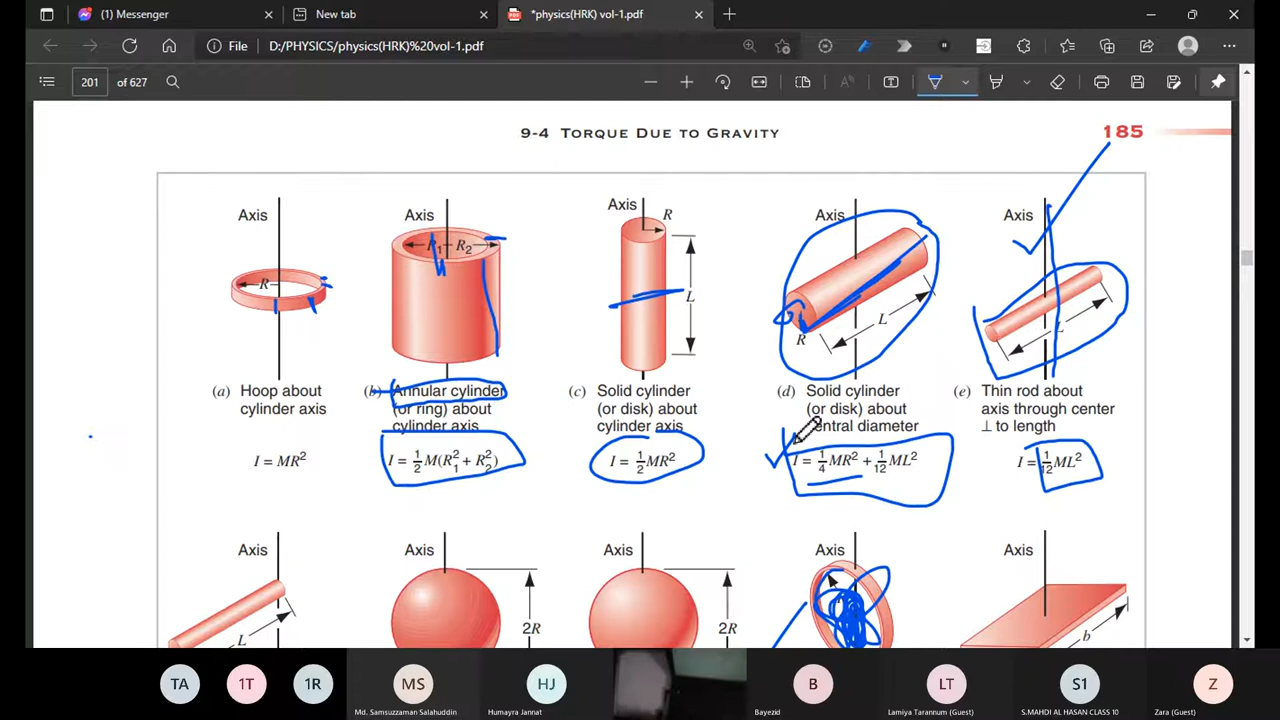 (1) Messenger
New tab
*physics(HRK) vol-1.pdf
File
D:/PHYSICS/physics(HRK)%20vol-1.pdf
201 of 627
9-4 TORQUE DUE TO GRAVITY
185
Axis
R
(a) Hoop about
cylinder axis
I = MR²
Axis
R₁ R₂
(b) Annular cylinder
(or ring) about
cylinder axis
I = ½M(R₁² + R₂²)
Axis
R
L
(c) Solid cylinder
(or disk) about
cylinder axis
I = ½MR²
Axis
R
L
(d) Solid cylinder
(or disk) about
ntral diameter
I = ¼MR² + 1/12 ML²
Axis
L
(e) Thin rod about
axis through center
⊥ to length
I = 1/12 ML²
Axis
L
Axis
2R
Axis
2R
Axis
Axis
b
TA
1T
1R
MS
Md. Samsuzzaman Salahuddin
HJ
Humayra Jannat
B
Bayezid
LT
Lamiya Tarannum (Guest)
S1
S.MAHDI AL HASAN CLASS 10
Z
Zara (Guest)